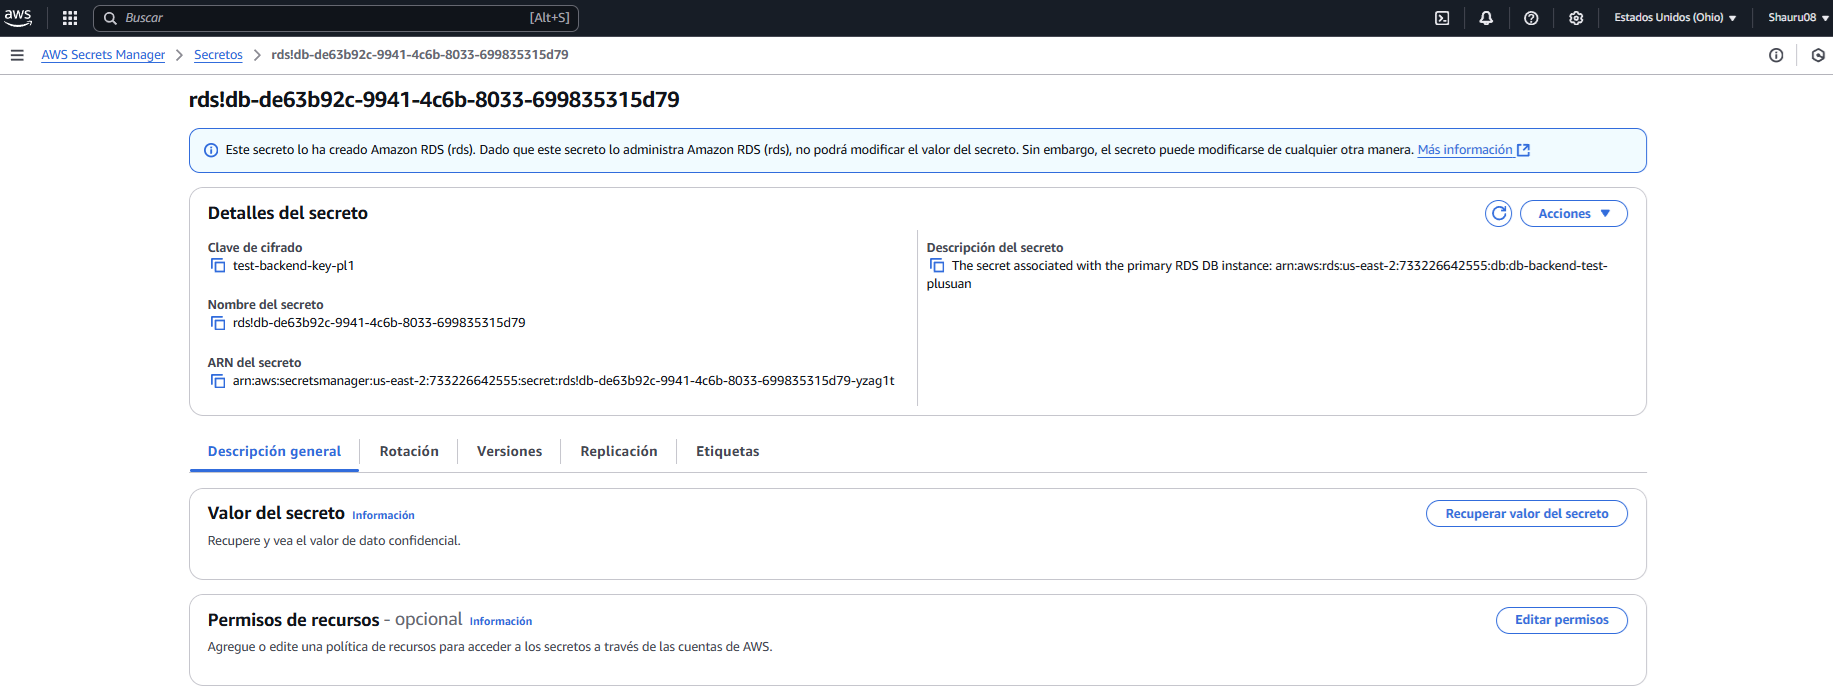 aws
Buscar [Alt+S]
Estados Unidos (Ohio)
Shauru08
AWS Secrets Manager
Secretos
rds!db-de63b92c-9941-4c6b-8033-699835315d79
rds!db-de63b92c-9941-4c6b-8033-699835315d79
Este secreto lo ha creado Amazon RDS (rds). Dado que este secreto lo administra Amazon RDS (rds), no podrá modificar el valor del secreto. Sin embargo, el secreto puede modificarse de cualquier otra manera. Más información
Detalles del secreto
Acciones
Clave de cifrado
test-backend-key-pl1
Nombre del secreto
rds!db-de63b92c-9941-4c6b-8033-699835315d79
ARN del secreto
arn:aws:secretsmanager:us-east-2:733226642555:secret:rds!db-de63b92c-9941-4c6b-8033-699835315d79-yzag1t
Descripción del secreto
The secret associated with the primary RDS DB instance: arn:aws:rds:us-east-2:733226642555:db:db-backend-test-
plusuan
Descripción general
Rotación
Versiones
Replicación
Etiquetas
Valor del secreto Información
Recuperar valor del secreto
Recupere y vea el valor de dato confidencial.
Permisos de recursos - opcional Información
Editar permisos
Agregue o edite una política de recursos para acceder a los secretos a través de las cuentas de AWS.